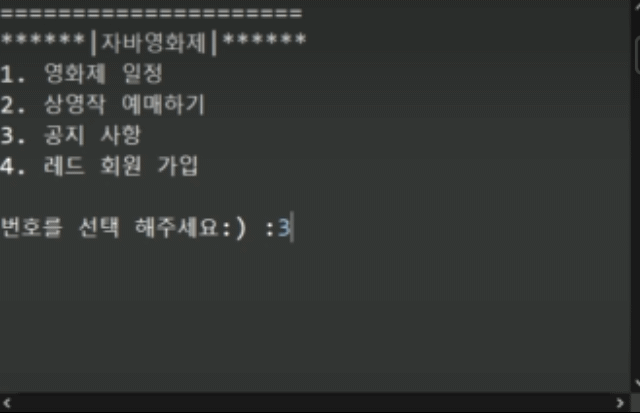 =====================
******|자바영화제|******
1. 영화제 일정
2. 상영작 예매하기
3. 공지 사항
4. 레드 회원 가입
번호를 선택 해주세요:) :3